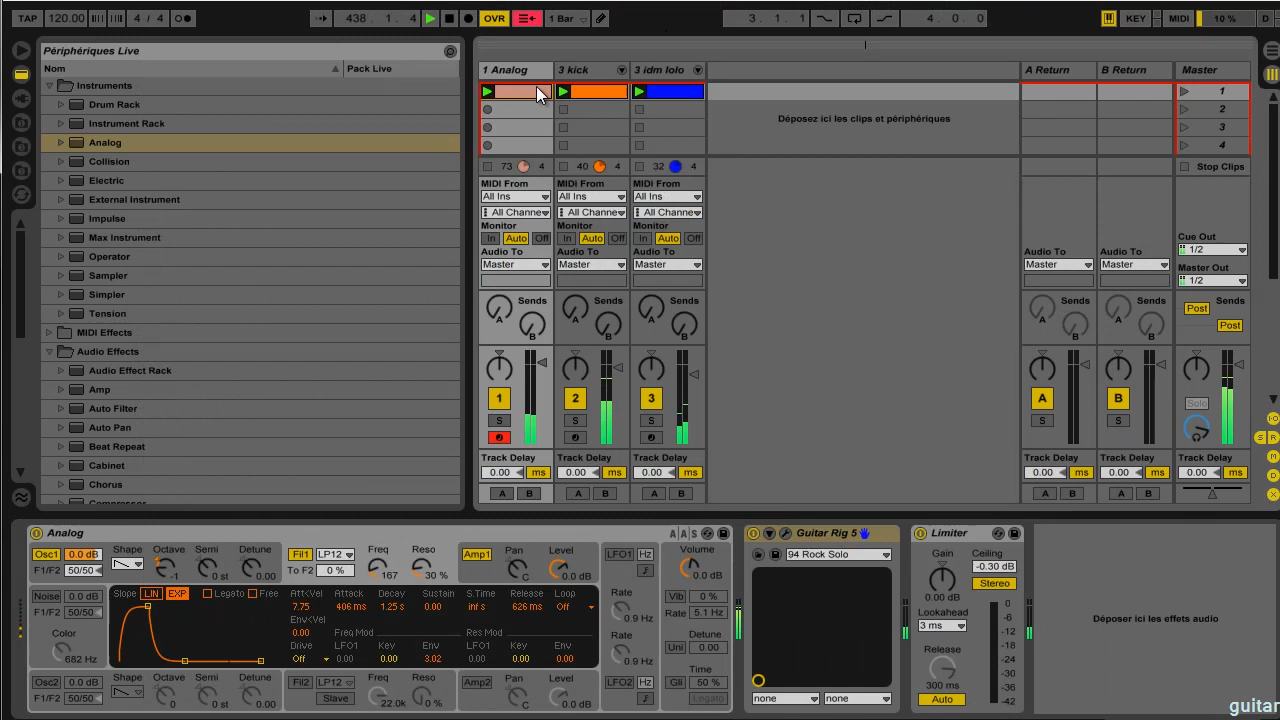 TAP 120.00 4 / 4 438 . 1 . 4 OVR 1 Bar 3 . 1 . 1 4 . 0 . 0 KEY MIDI 10 % D
Périphériques Live
Nom Pack Live
Instruments
Drum Rack
Instrument Rack
Analog
Collision
Electric
External Instrument
Impulse
Max Instrument
Operator
Sampler
Simpler
Tension
MIDI Effects
Audio Effects
Audio Effect Rack
Amp
Auto Filter
Auto Pan
Beat Repeat
Cabinet
Chorus
1 Analog 3 kick 3 idm lolo A Return B Return Master
1
2
3
4
Déposez ici les clips et périphériques
73 4 40 4 32 4 Stop Clips
MIDI From MIDI From MIDI From
All Ins All Ins All Ins
All Channe All Channe All Channe
Monitor Monitor Monitor Cue Out
In Auto Off In Auto Off In Auto Off 1/2
Audio To Audio To Audio To Audio To Audio To Master Out
Master Master Master Master Master 1/2
Sends Sends Sends Sends Sends Sends
A B A B A B A B A B Post Post
1 2 3 A B Solo
S S S S S
Track Delay Track Delay Track Delay Track Delay Track Delay Track Delay
0.00 ms 0.00 ms 0.00 ms 0.00 ms 0.00 ms 0.00 ms
A B A B A B A B A B
Analog AAS
Osc1 0.0 dB Shape Octave Semi Detune Fil1 LP12 Freq Reso Amp1 Pan Level LFO1 Hz Volume
F1/F2 50/50 -1 0 st 0.00 To F2 0 % 167 30 % C 0.0 dB 0.0 dB
Noise 0.0 dB Slope LIN EXP Legato Free Env<Vel Attack Decay Sustain S.Time Release Loop Rate Vib 0 %
F1/F2 50/50 7.75 406 ms 1.25 s 0.00 inf s 626 ms Off 0.9 Hz Rate 5.1 Hz
Env<Vel
0.00
Color Drive Freq Mod LFO1 Key Env Res Mod LFO1 Key Env Rate Detune
682 Hz Off 0.00 0.00 3.02 0.00 0.00 0.00 0.9 Hz Uni 0.00
Osc2 0.0 dB Shape Octave Semi Detune Fil2 LP12 Freq Reso Amp2 Pan Level LFO2 Hz Time
F1/F2 50/50 0 0 st 0.00 Slave 22.0k 0 % C 0.0 dB Gli 50 %
Legato
Guitar Rig 5
94 Rock Solo
none none
Limiter
Gain Ceiling
-0.30 dB
0.00 dB Stereo
Lookahead
3 ms
Release
300 ms
Auto
0
-6
-12
-18
-24
-30
-36
-42
Déposer ici les effets audio
guitar